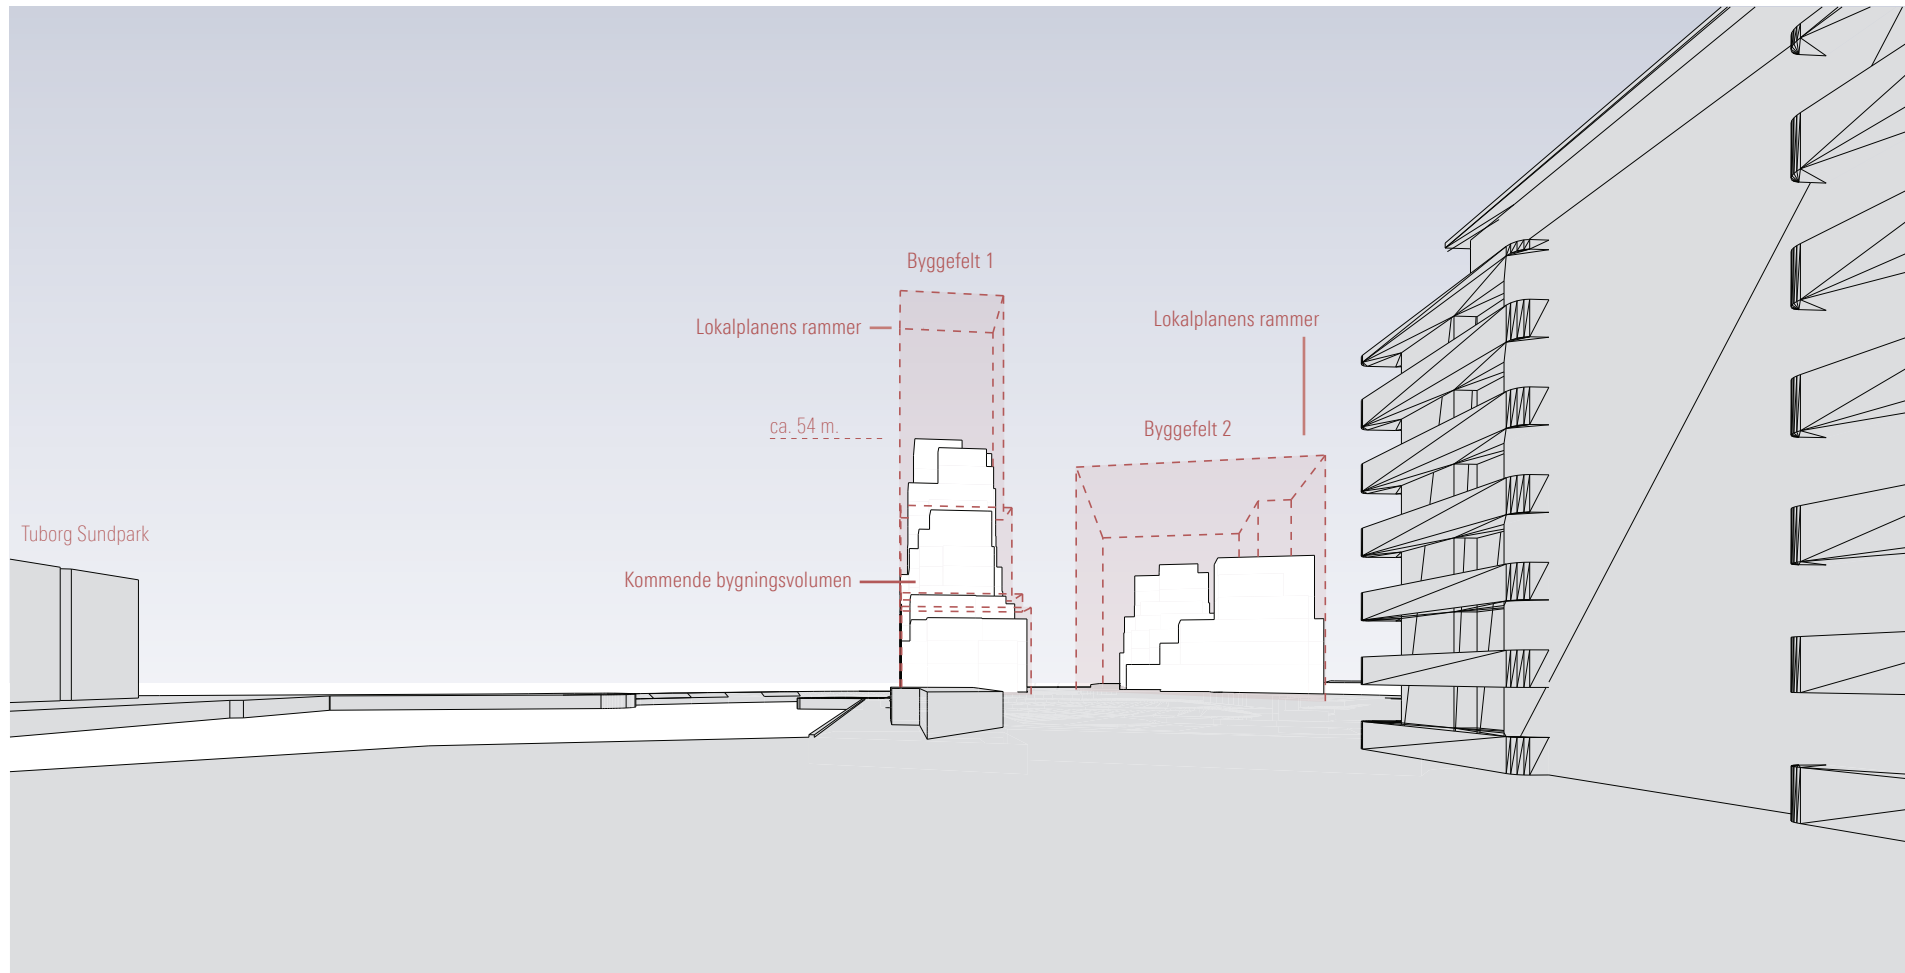 Byggefelt 1
Lokalplanens rammer
Lokalplanens rammer
ca. 54 m.
Byggefelt 2
Tuborg Sundpark
Kommende bygningsvolumen